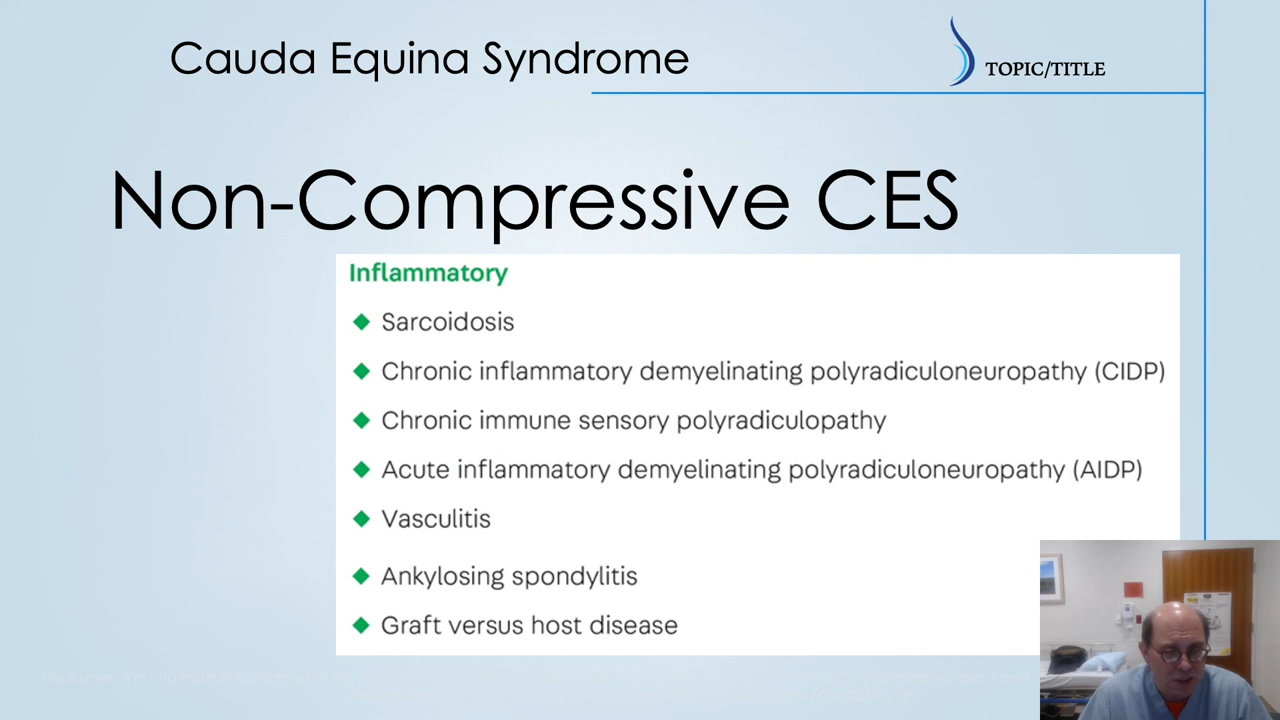 Cauda Equina Syndrome
TOPIC/TITLE
Non-Compressive CES
Inflammatory
Sarcoidosis
Chronic inflammatory demyelinating polyradiculoneuropathy (CIDP)
Chronic immune sensory polyradiculopathy
Acute inflammatory demyelinating polyradiculoneuropathy (AIDP)
Vasculitis
Ankylosing spondylitis
Graft versus host disease